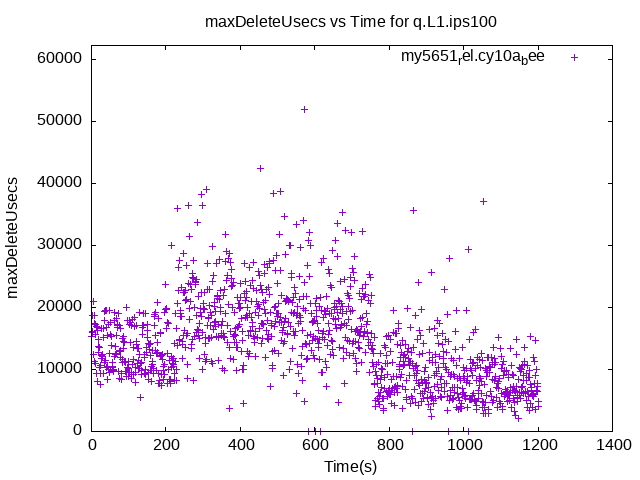 maxDeleteUsecs vs Time for q.L1.ips100
my5651rel.cy10abee
60000
50000
40000
30000
20000
10000
0
maxDeleteUsecs
0 200 400 600 800 1000 1200 1400
Time(s)